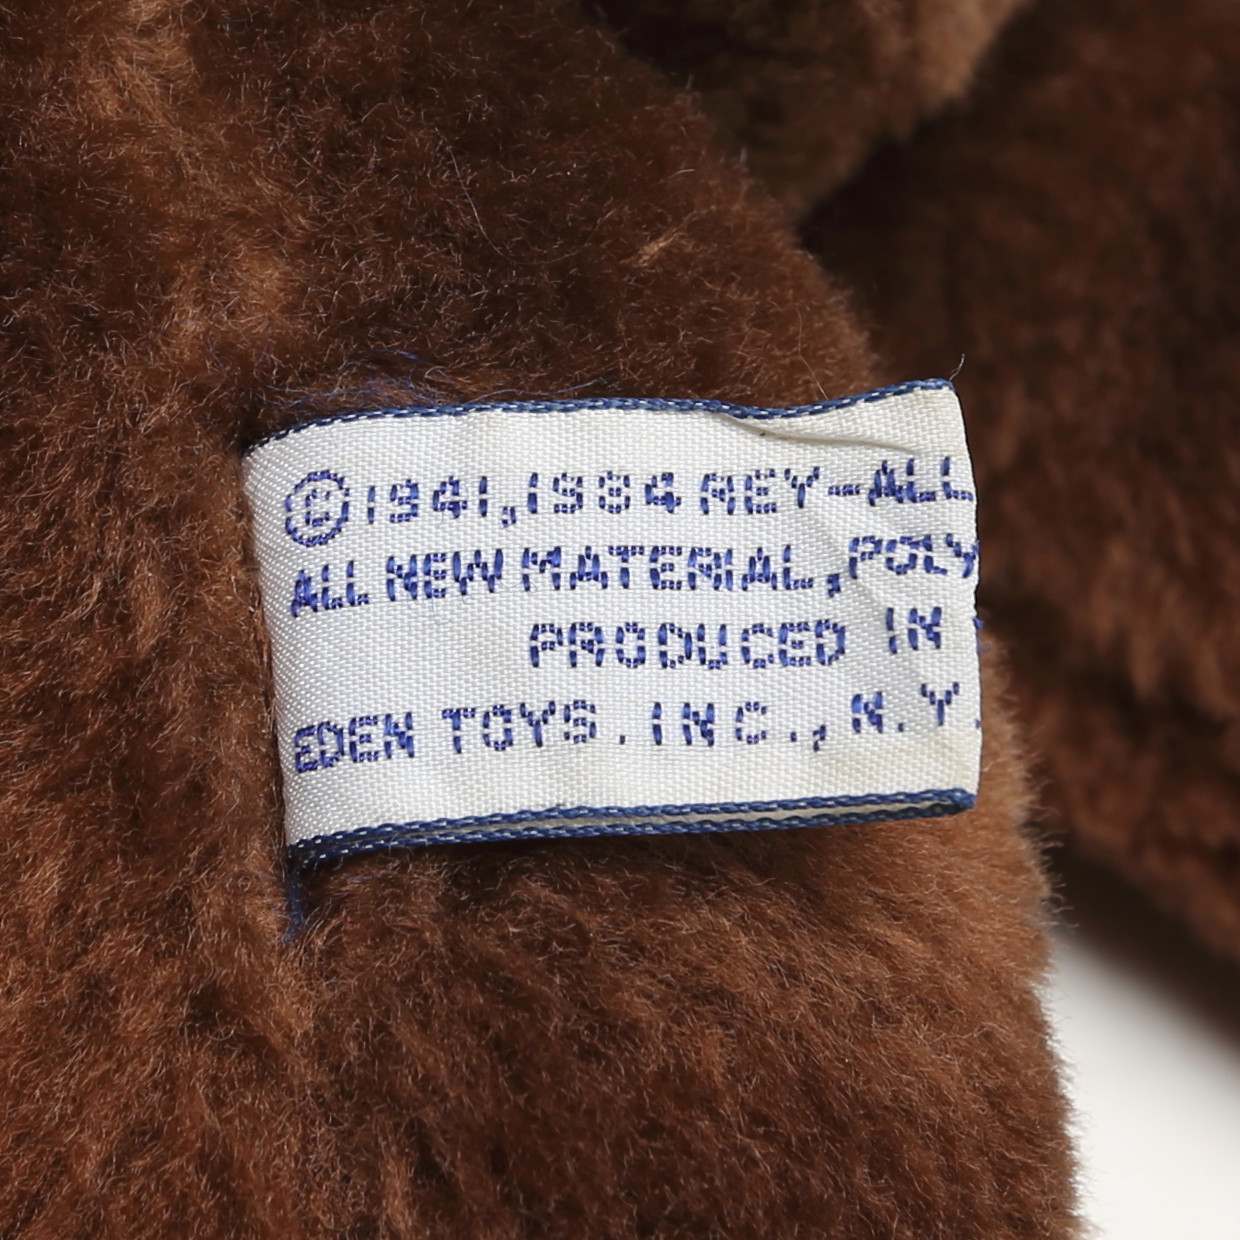 ©1941,1984 REY-ALL
ALL NEW MATERIAL, POLY
PRODUCED IN
EDEN TOYS. INC., N.Y.